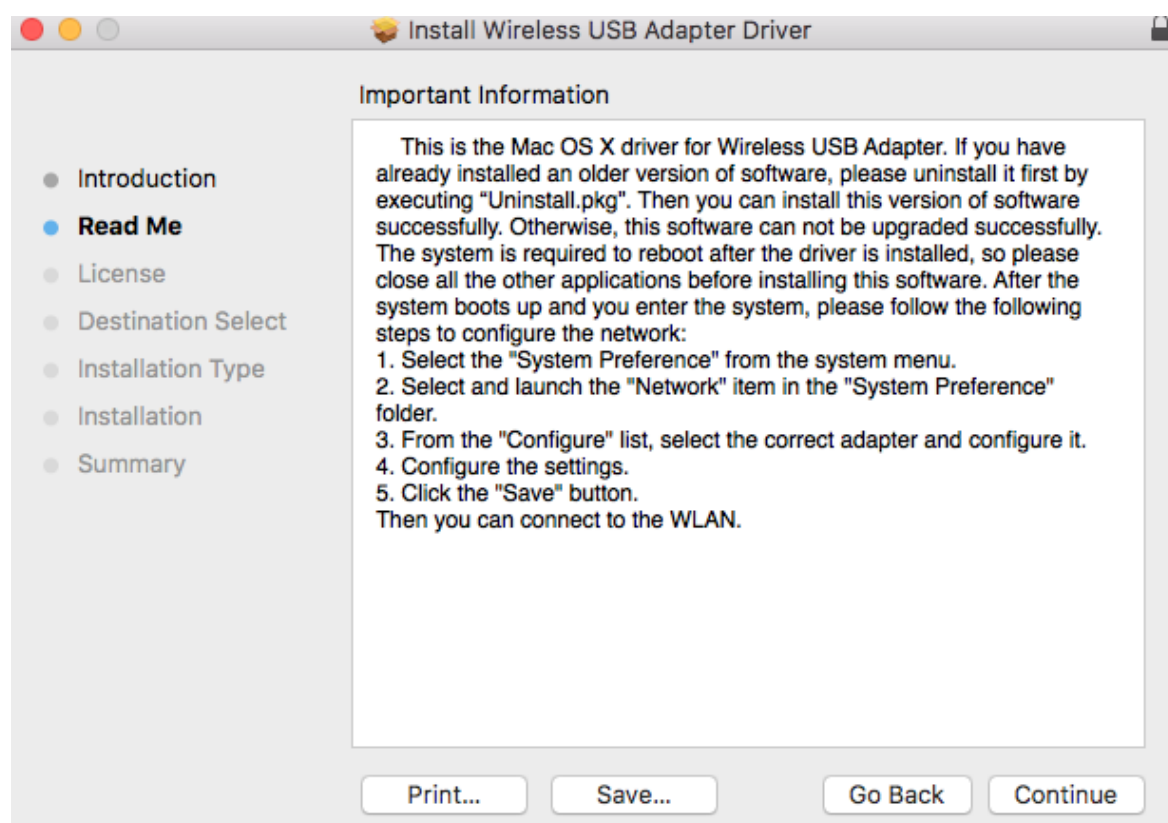 Install Wireless USB Adapter Driver
Important Information
Introduction
Read Me
License
Destination Select
Installation Type
Installation
Summary
This is the Mac OS X driver for Wireless USB Adapter. If you have
already installed an older version of software, please uninstall it first by
executing “Uninstall.pkg". Then you can install this version of software
successfully. Otherwise, this software can not be upgraded successfully.
The system is required to reboot after the driver is installed, so please
close all the other applications before installing this software. After the
system boots up and you enter the system, please follow the following
steps to configure the network:
1. Select the "System Preference" from the system menu.
2. Select and launch the "Network" item in the "System Preference"
folder.
3. From the "Configure" list, select the correct adapter and configure it.
4. Configure the settings.
5. Click the "Save" button.
Then you can connect to the WLAN.
Print... Save... Go Back Continue